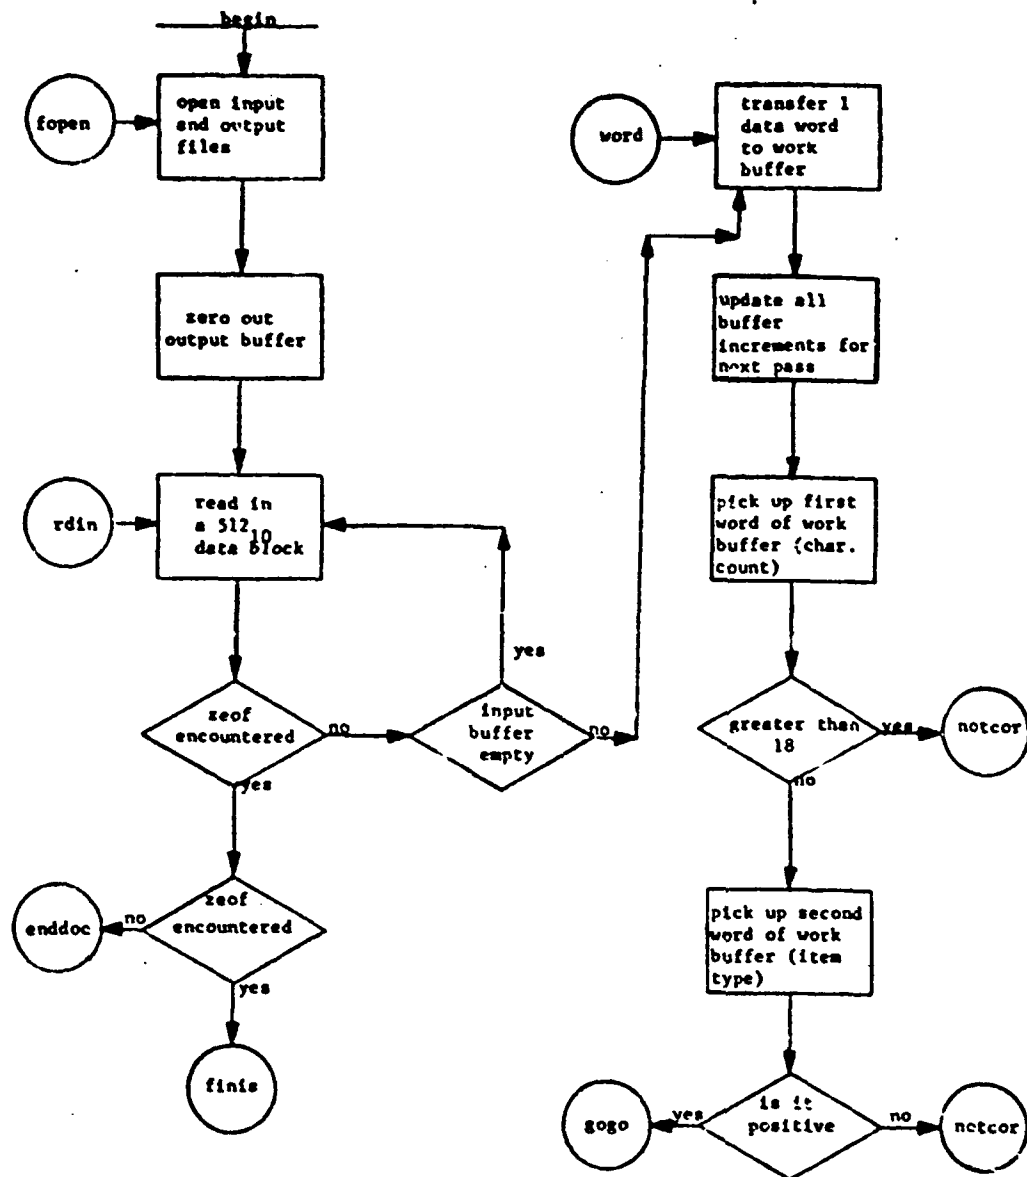 begin
fopen
open input
and output
files
zero out
output buffer
rdin
read in
a 512
10
data block
yes
zeof
encountered
no
input
buffer
empty
no
yes
zeof
encountered
no
enddoc
yes
finis
word
transfer 1
data word
to work
buffer
update all
buffer
increments for
next pass
pick up first
word of work
buffer (char.
count)
greater than
18
yes
notcor
no
pick up second
word of work
buffer (item
type)
is it
positive
yes
gogo
no
notcor